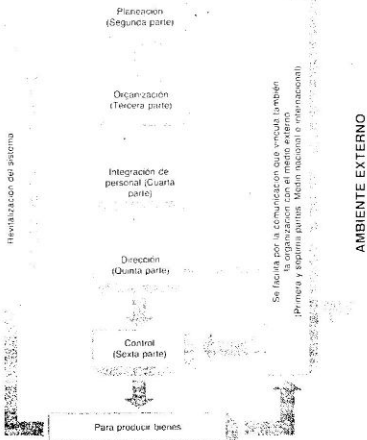 Planeación
(Segunda parte)
Organización
(Tercera parte)
Integración de
personal (Cuarta
parte)
Dirección
(Quinta parte)
Control
(Sexta parte)
Para producir bienes
Revitalización del sistema
Se facilita por la comunicación que vincula también
la organización con el medio externo
(Primera y séptima partes. Medio nacional e internacional)
AMBIENTE EXTERNO